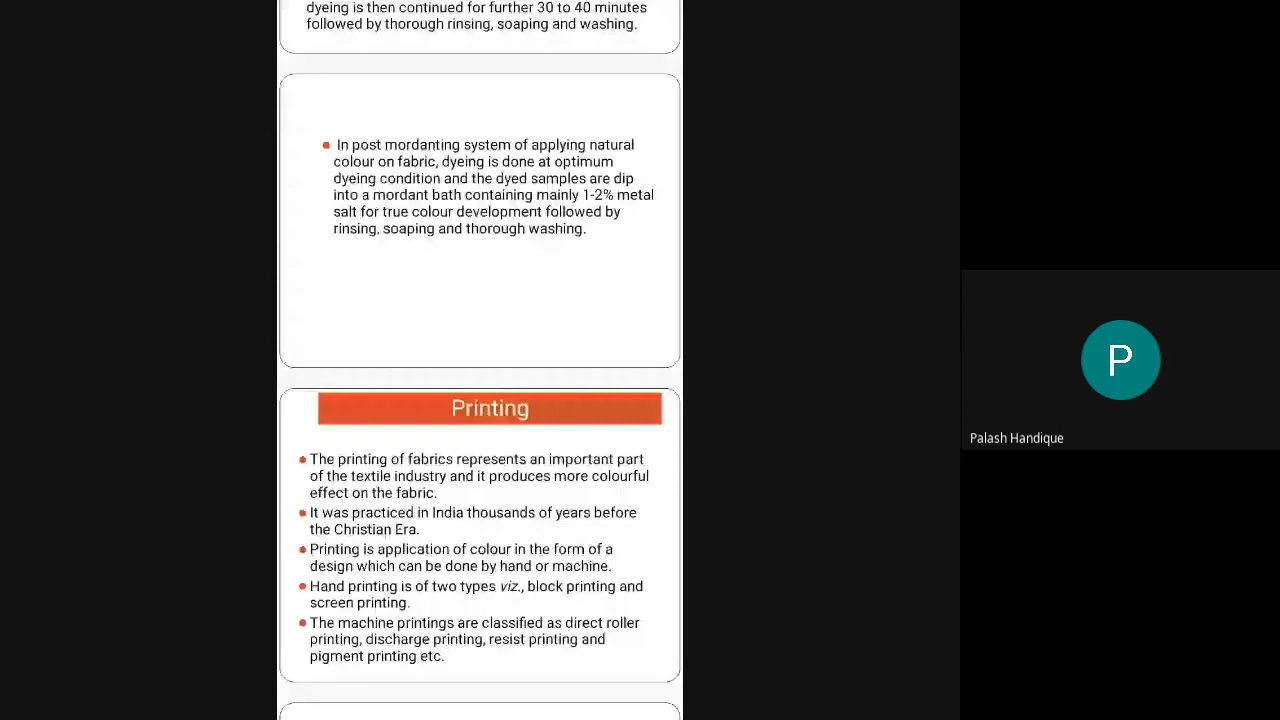 dyeing is then continued for further 30 to 40 minutes
followed by thorough rinsing, soaping and washing.
In post mordanting system of applying natural
colour on fabric, dyeing is done at optimum
dyeing condition and the dyed samples are dip
into a mordant bath containing mainly 1-2% metal
salt for true colour development followed by
rinsing, soaping and thorough washing.
Printing
The printing of fabrics represents an important part
of the textile industry and it produces more colourful
effect on the fabric.
It was practiced in India thousands of years before
the Christian Era.
Printing is application of colour in the form of a
design which can be done by hand or machine.
Hand printing is of two types viz., block printing and
screen printing.
The machine printings are classified as direct roller
printing, discharge printing, resist printing and
pigment printing etc.
P
Palash Handique